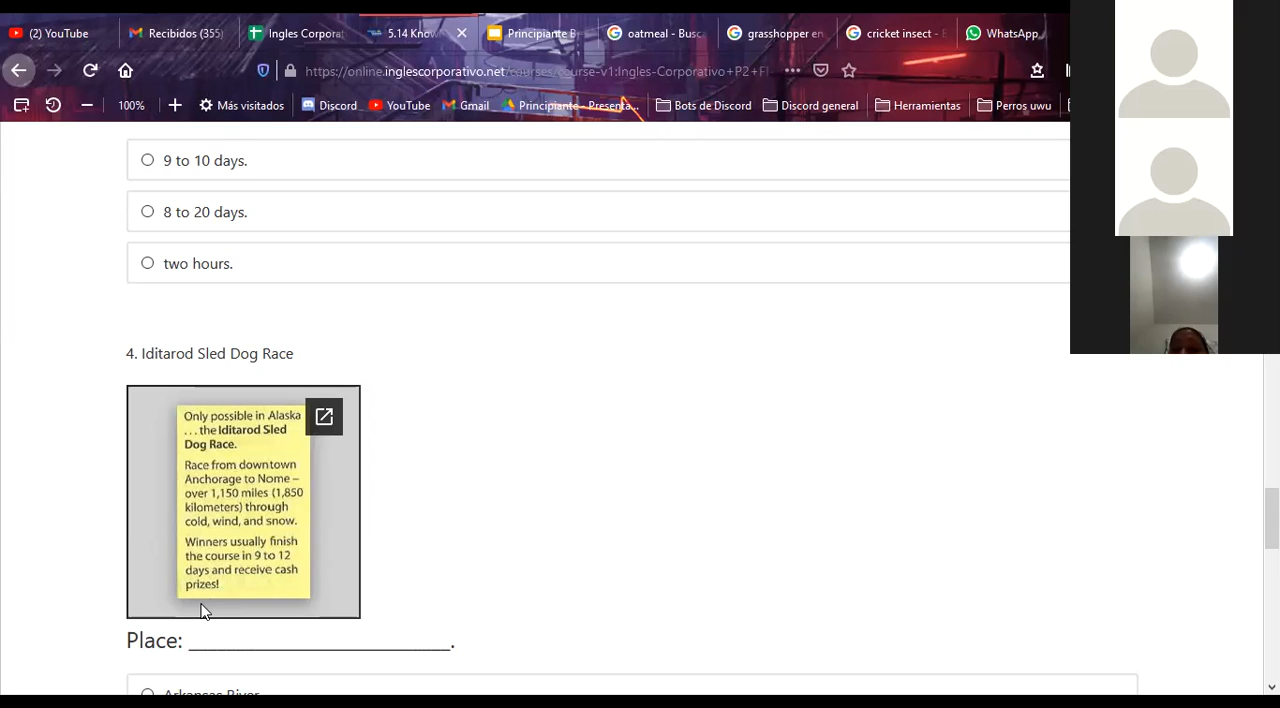 (2) YouTube
Recibidos (355)
Ingles Corporat
5.14 Know
Principiante B
oatmeal - Busca
grasshopper en
cricket insect - B
WhatsApp
https://online.inglescorporativo.net/courses/course-v1:Ingles-Corporativo+P2+F
100%
Más visitados
Discord
YouTube
Gmail
Principiante - Presenta...
Bots de Discord
Discord general
Herramientas
Perros uwu
9 to 10 days.
8 to 20 days.
two hours.
4. Iditarod Sled Dog Race
Only possible in Alaska
... the Iditarod Sled
Dog Race.
Race from downtown
Anchorage to Nome –
over 1,150 miles (1,850
kilometers) through
cold, wind, and snow.
Winners usually finish
the course in 9 to 12
days and receive cash
prizes!
Place: ________________________.
Arkansas River